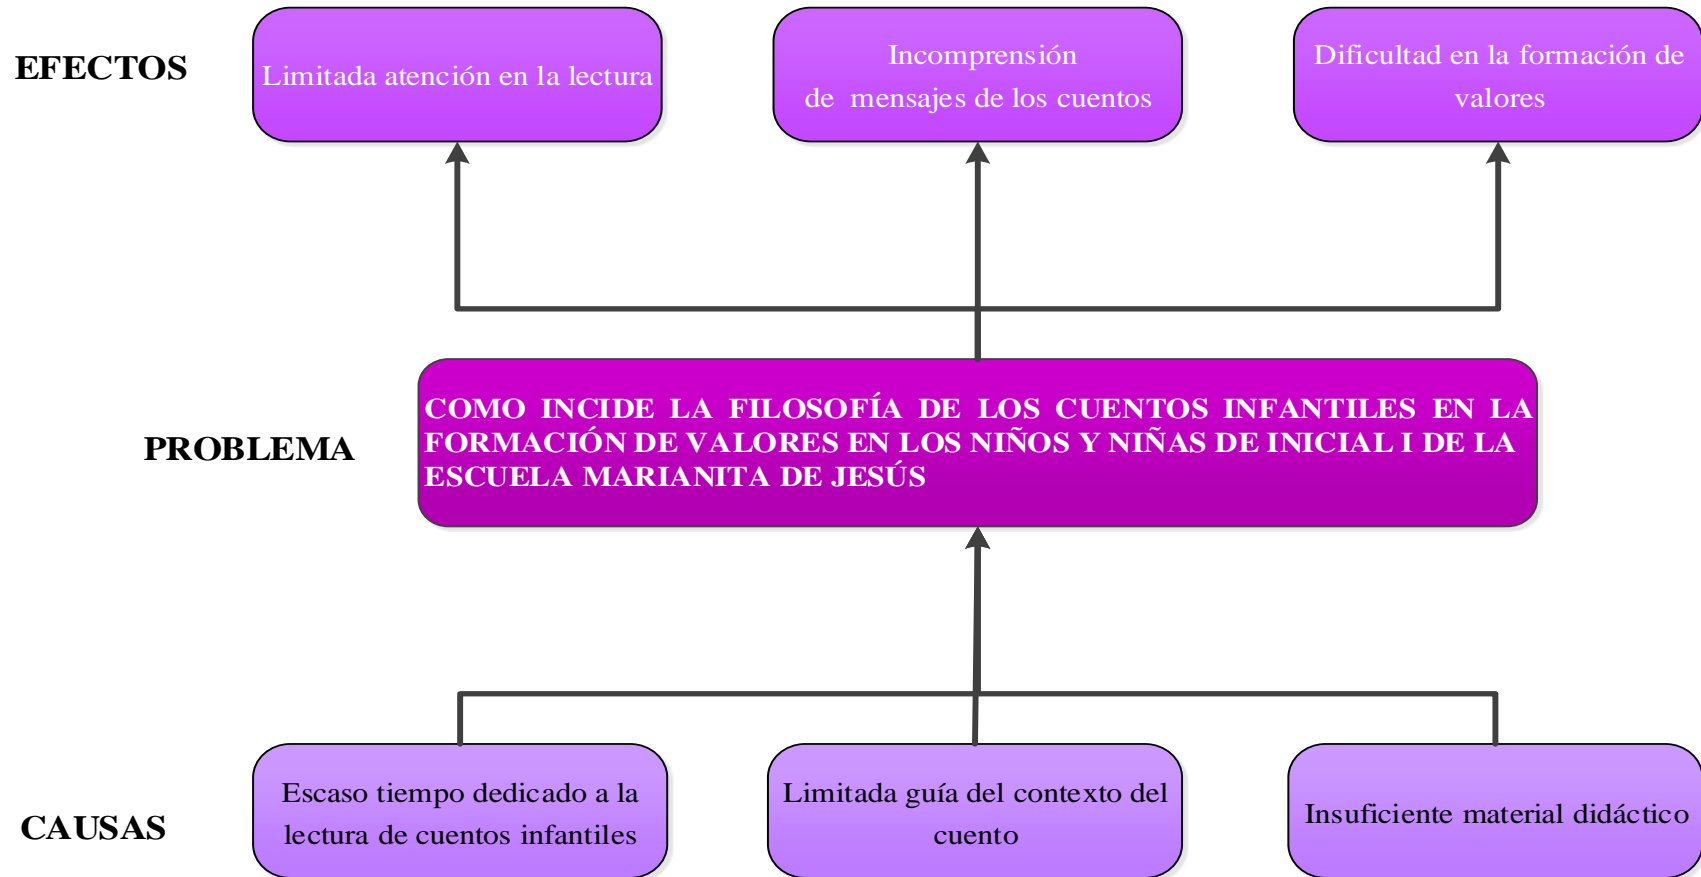 EFECTOS
Limitada atención en la lectura
Incomprensión
de mensajes de los cuentos
Dificultad en la formación de
valores
PROBLEMA
COMO INCIDE LA FILOSOFÍA DE LOS CUENTOS INFANTILES EN LA
FORMACIÓN DE VALORES EN LOS NIÑOS Y NIÑAS DE INICIAL I DE LA
ESCUELA MARIANITA DE JESÚS
CAUSAS
Escaso tiempo dedicado a la
lectura de cuentos infantiles
Limitada guía del contexto del
cuento
Insuficiente material didáctico